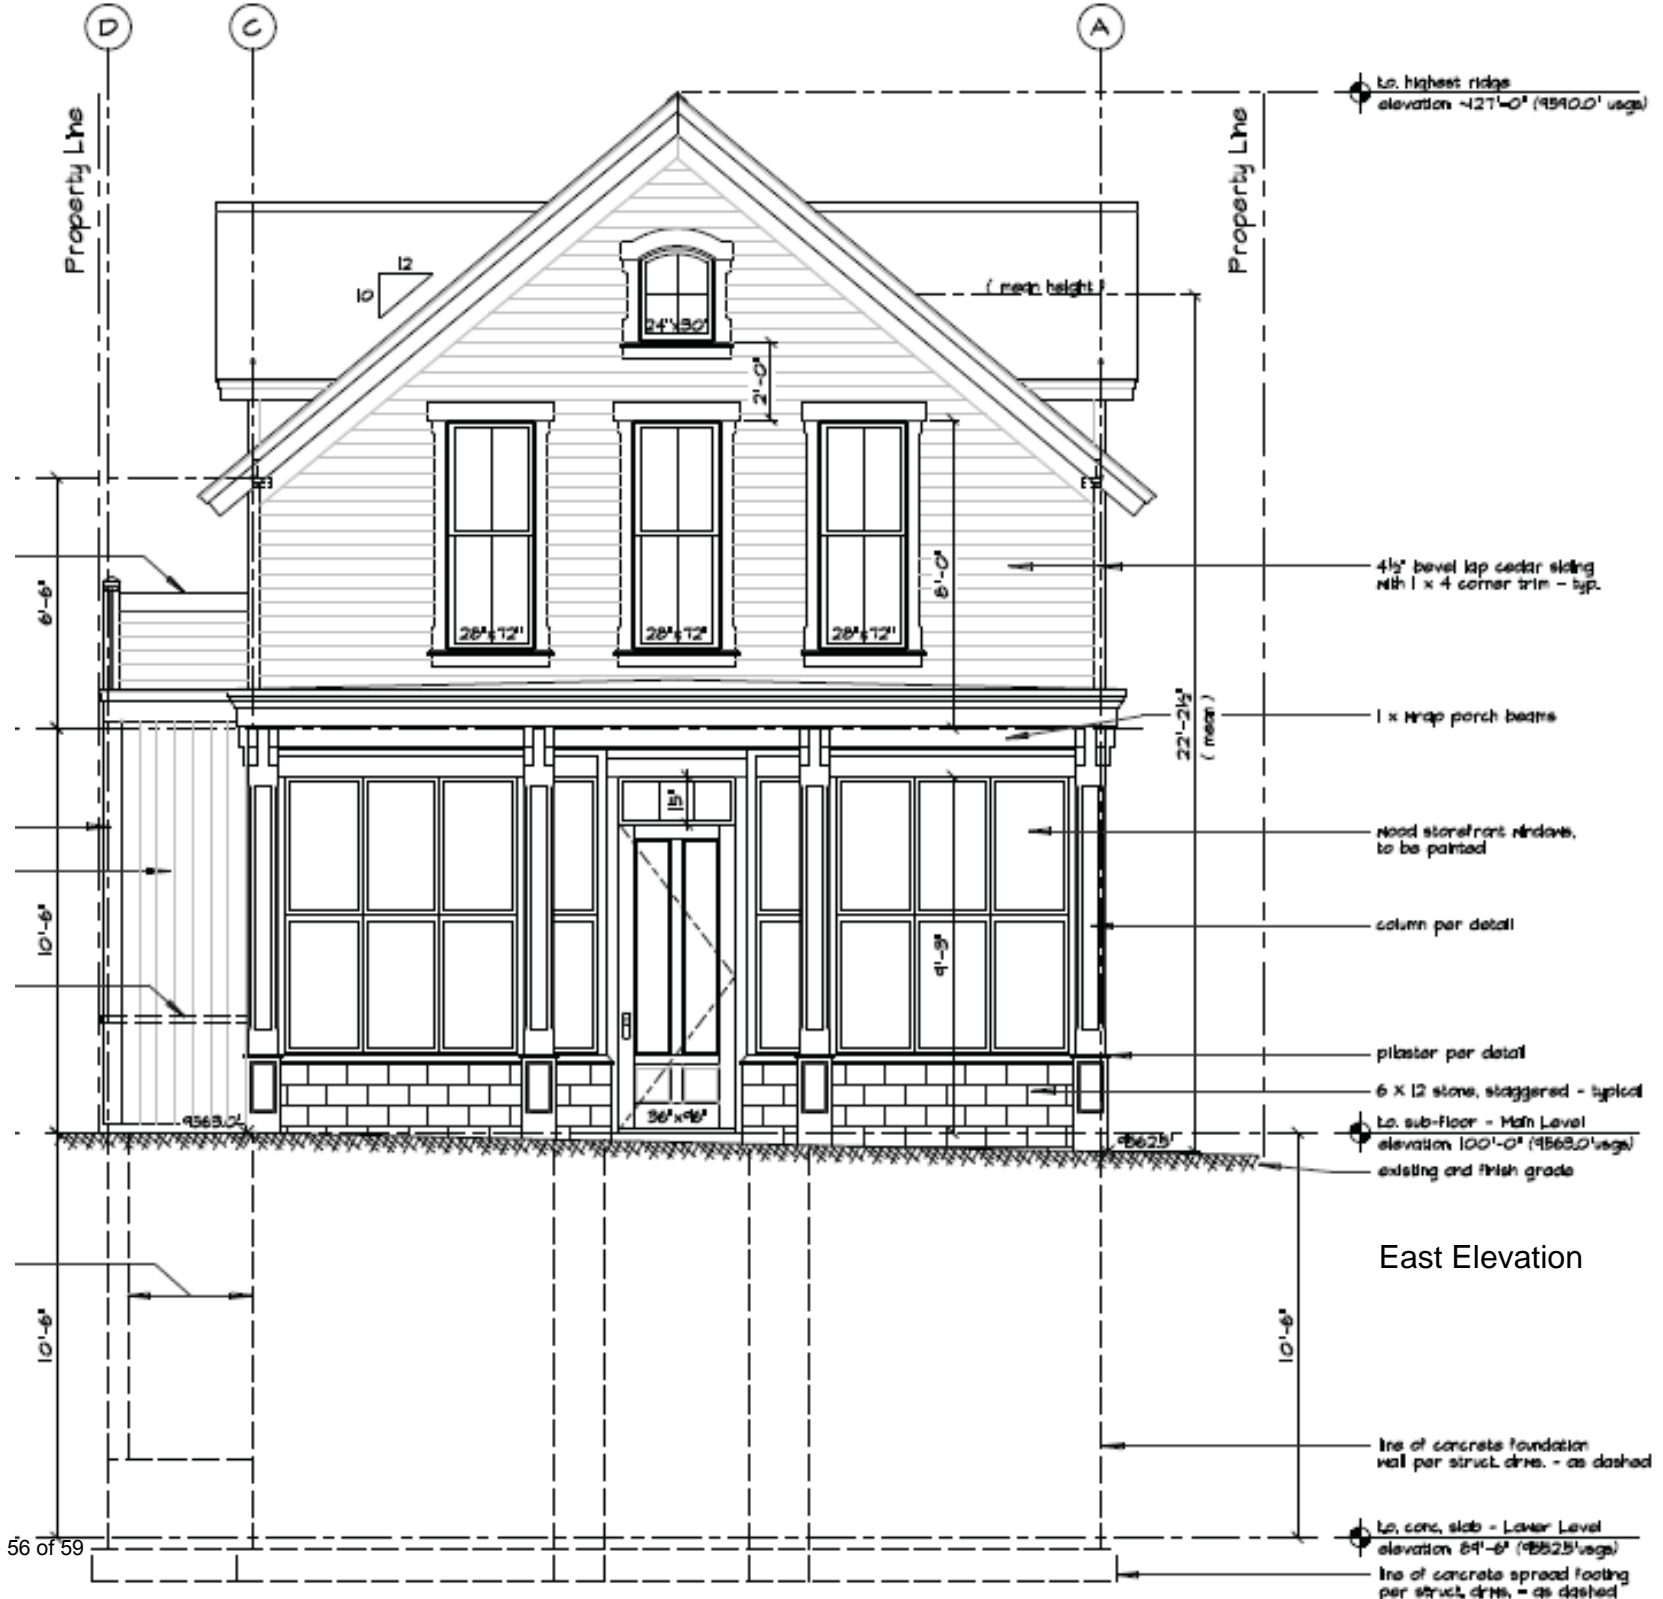 D
C
A
t.o. highest ridge
elevation ~127'-0" (9590.0' usgs)
Property Line
Property Line
12
10
( mean height )
24"x30"
2'-0"
6'-6"
8'-0"
28"x72"
28"x72"
28"x72"
4½" bevel lap cedar siding
with 1 x 4 corner trim - typ.
22'-2½"
( mean )
1 x wrap porch beams
wood storefront windows,
to be painted
10'-6"
9'-3"
column per detail
pilaster per detail
6 X 12 stone, staggered - typical
36"x96"
9563.0'
9562.5'
t.o. sub-floor - Main Level
elevation 100'-0" (9563.0'usgs)
existing and finish grade
East Elevation
10'-6"
10'-6"
line of concrete foundation
wall per struct. drws. - as dashed
t.o. conc. slab - Lower Level
elevation 89'-6" (9552.5'usgs)
56 of 59
line of concrete spread footing
per struct. drws. - as dashed